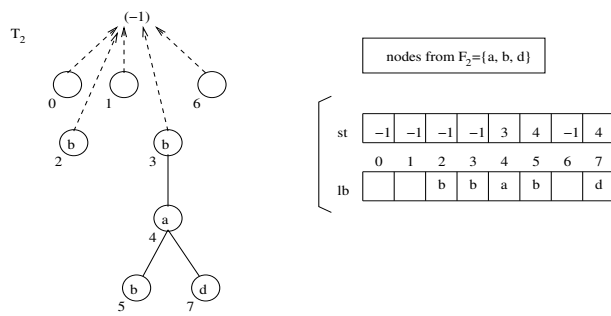 (−1)
T2
nodes from F2={a, b, d}
0 1 6
st −1 −1 −1 −1 3 4 −1 4
b b
2 3
0 1 2 3 4 5 6 7
lb b b a b d
a
4
b d
5 7